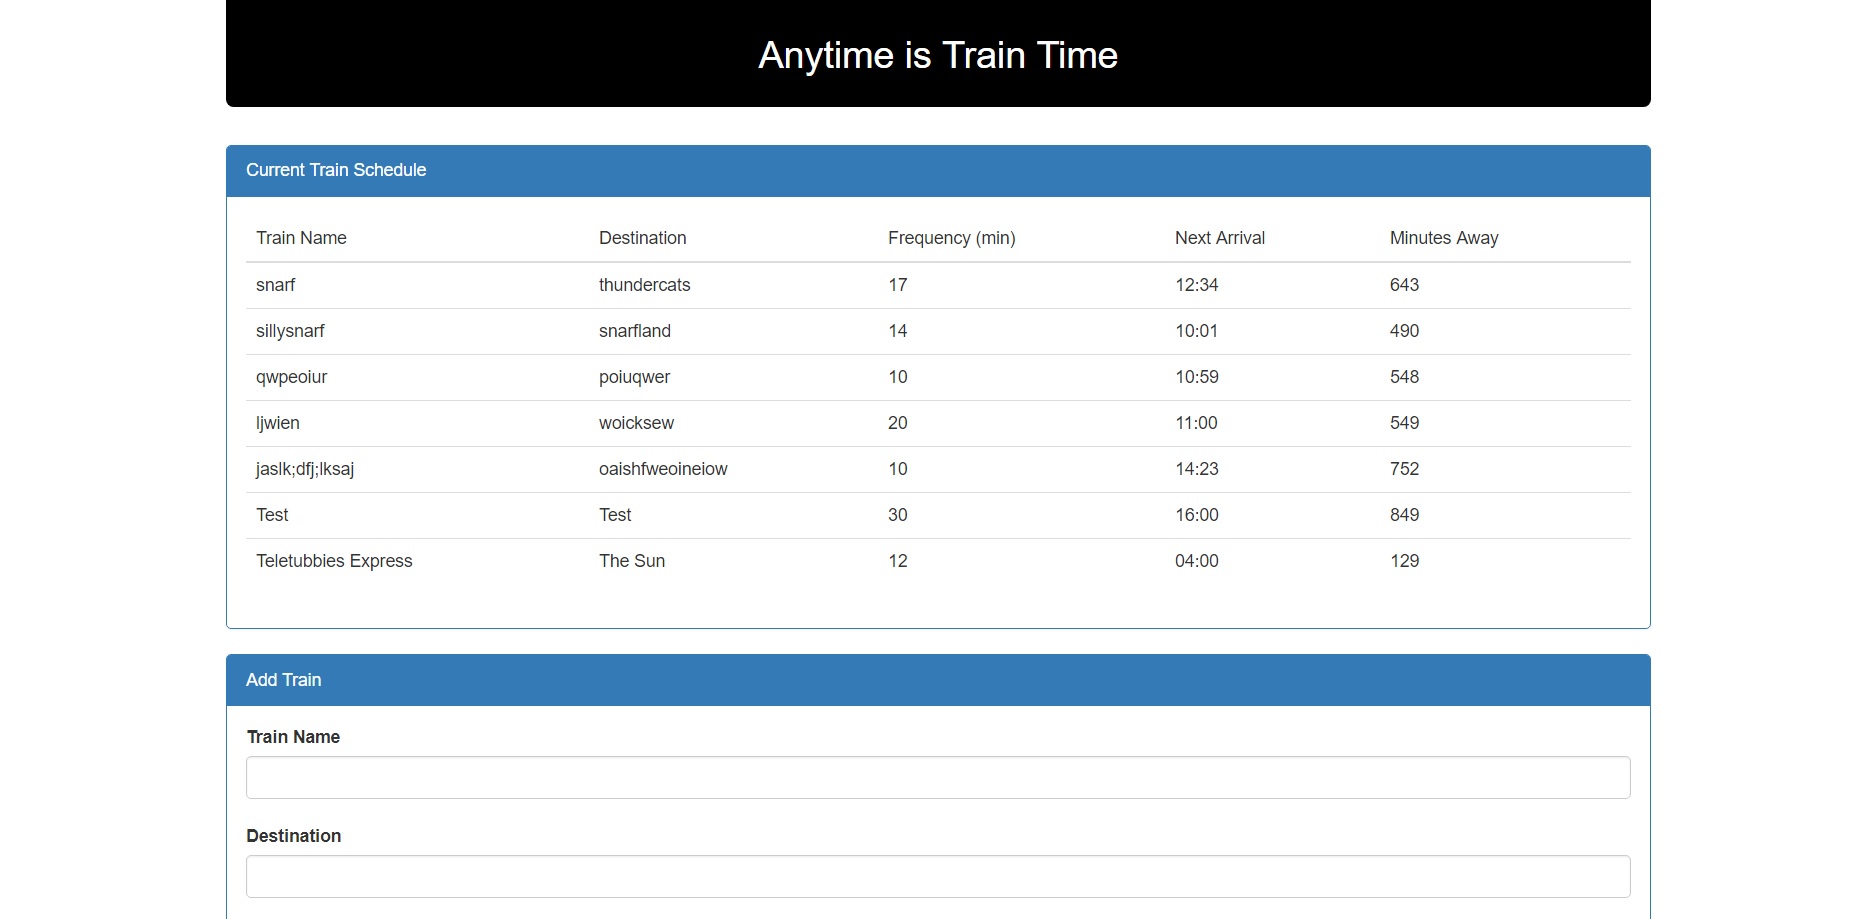 Anytime is Train Time
Current Train Schedule
Train Name Destination Frequency (min) Next Arrival Minutes Away
snarf thundercats 17 12:34 643
sillysnarf snarfland 14 10:01 490
qwpeoiur poiuqwer 10 10:59 548
ljwien woicksew 20 11:00 549
jaslk;dfj;lksaj oaishfweoineiow 10 14:23 752
Test Test 30 16:00 849
Teletubbies Express The Sun 12 04:00 129
Add Train
Train Name
Destination